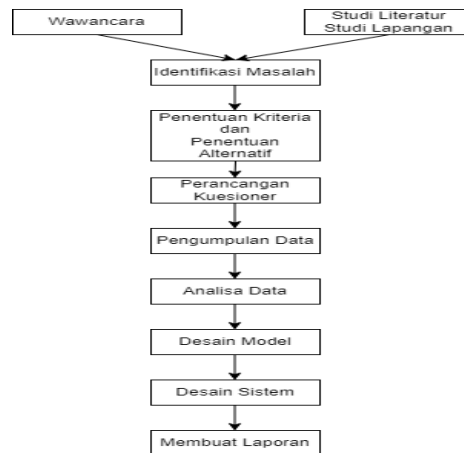 Wawancara
Studi Literatur
Studi Lapangan
Identifikasi Masalah
Penentuan Kriteria
dan
Penentuan
Alternatif
Perancangan
Kuesioner
Pengumpulan Data
Analisa Data
Desain Model
Desain Sistem
Membuat Laporan